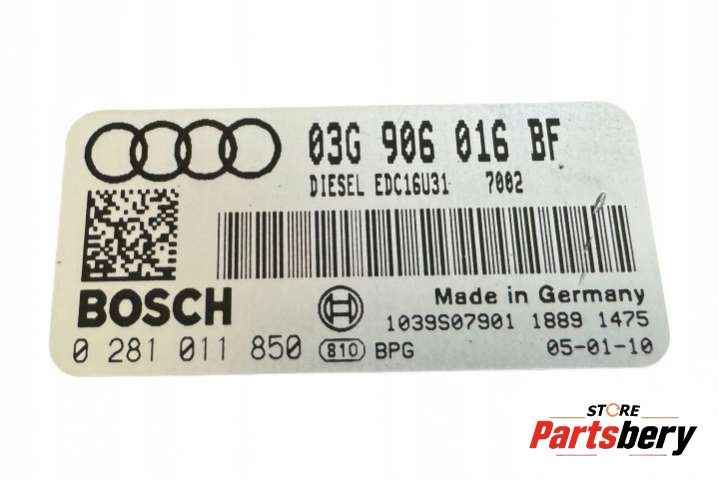 03G 906 016 BF
DIESEL EDC16U31 7002
BOSCH
Made in Germany
1039S07901 1889 1475
0 281 011 850 810 BPG 05-01-10
STORE
Partsbery